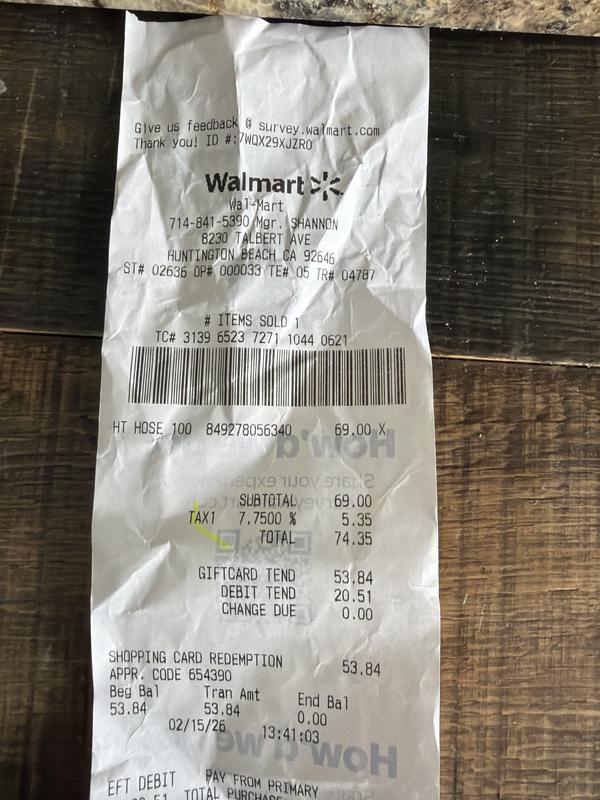 Give us feedback @ survey.walmart.com
Thank you! ID #:7WQX29XJZRO
Walmart
Wal-Mart
714-841-5390 Mgr. SHANNON
8230 TALBERT AVE
HUNTINGTON BEACH CA 92646
ST# 02636 OP# 000033 TE# 05 TR# 04787
# ITEMS SOLD 1
TC# 3139 6523 7271 1044 0621
HT HOSE 100 849278056340 69.00 X
SUBTOTAL 69.00
TAX1 7.7500 % 5.35
TOTAL 74.35
GIFTCARD TEND 53.84
DEBIT TEND 20.51
CHANGE DUE 0.00
SHOPPING CARD REDEMPTION 53.84
APPR. CODE 654390
Beg Bal Tran Amt End Bal
53.84 53.84 0.00
02/15/26 13:41:03
EFT DEBIT PAY FROM PRIMARY
TOTAL